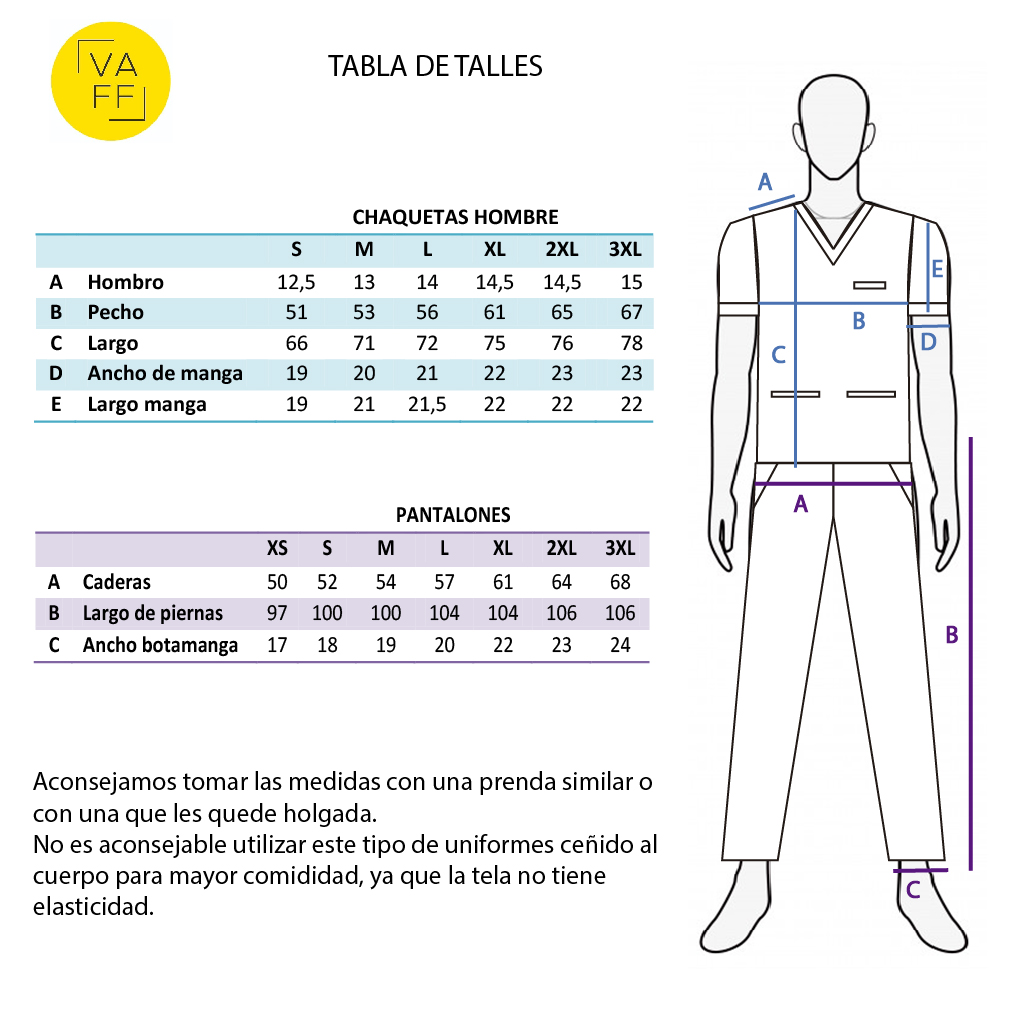 VA
FF
TABLA DE TALLES
CHAQUETAS HOMBRE
S M L XL 2XL 3XL
A Hombro 12,5 13 14 14,5 14,5 15
B Pecho 51 53 56 61 65 67
C Largo 66 71 72 75 76 78
D Ancho de manga 19 20 21 22 23 23
E Largo manga 19 21 21,5 22 22 22
PANTALONES
XS S M L XL 2XL 3XL
A Caderas 50 52 54 57 61 64 68
B Largo de piernas 97 100 100 104 104 106 106
C Ancho botamanga 17 18 19 20 22 23 24
Aconsejamos tomar las medidas con una prenda similar o
con una que les quede holgada.
No es aconsejable utilizar este tipo de uniformes ceñido al
cuerpo para mayor comididad, ya que la tela no tiene
elasticidad.
A
E
B
D
C
A
B
C